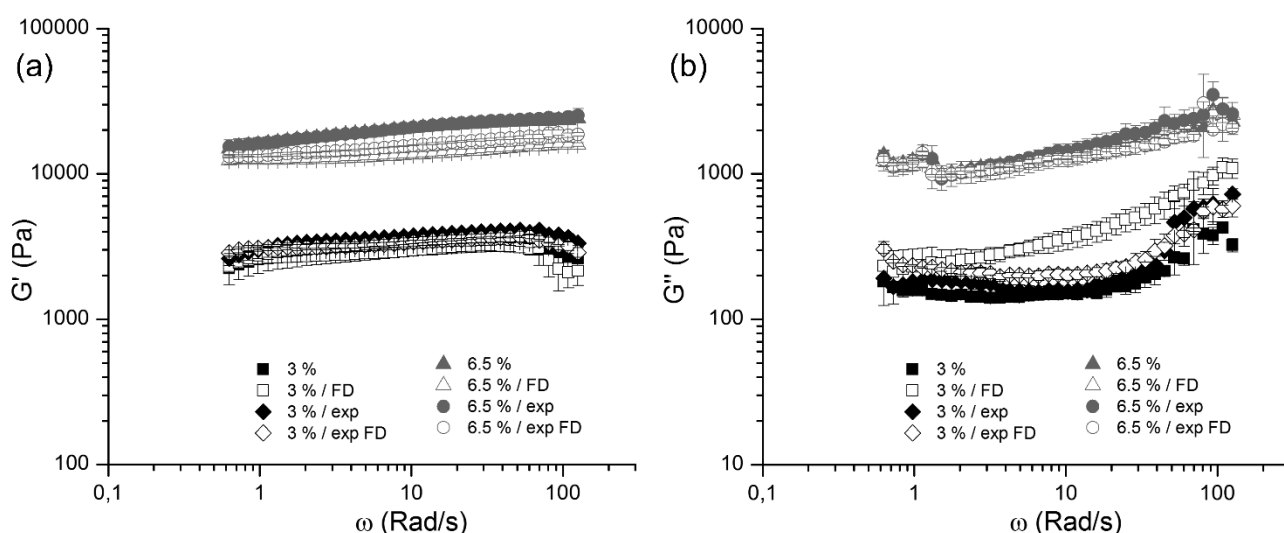 (a)
G' (Pa)
100000
10000
1000
100
0,1
1
10
100
ω (Rad/s)
3 %
3 % / FD
3 % / exp
3 % / exp FD
6.5 %
6.5 % / FD
6.5 % / exp
6.5 % / exp FD
(b)
G'' (Pa)
10000
1000
100
10
0,1
1
10
100
ω (Rad/s)
3 %
3 % / FD
3 % / exp
3 % / exp FD
6.5 %
6.5 % / FD
6.5 % / exp
6.5 % / exp FD